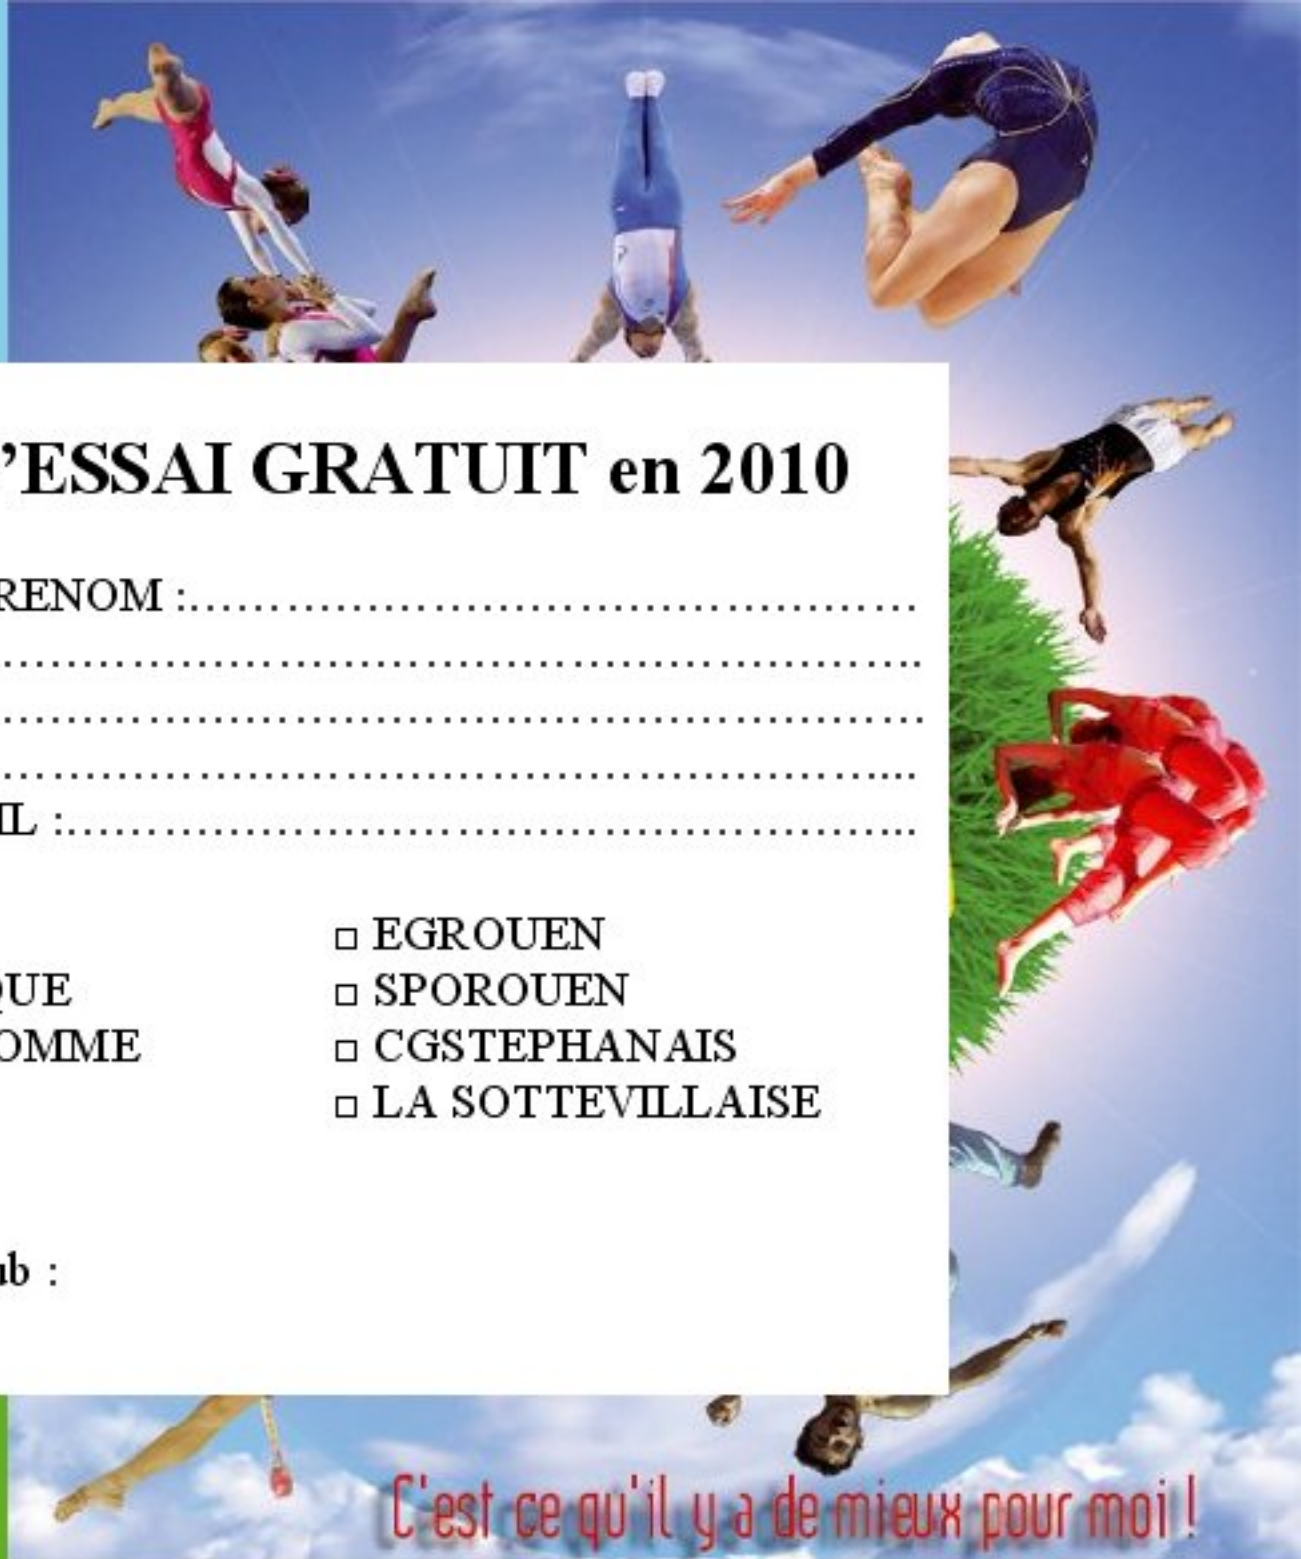 'ESSAI GRATUIT en 2010
RENOM :................................................
................................................
................................................
................................................
IL :................................................
□ EGROUEN
QUE □ SPOROUEN
OMME □ CGSTEPHANAIS
□ LA SOTTEVILLAISE
ub :
C'est ce qu'il y a de mieux pour moi !